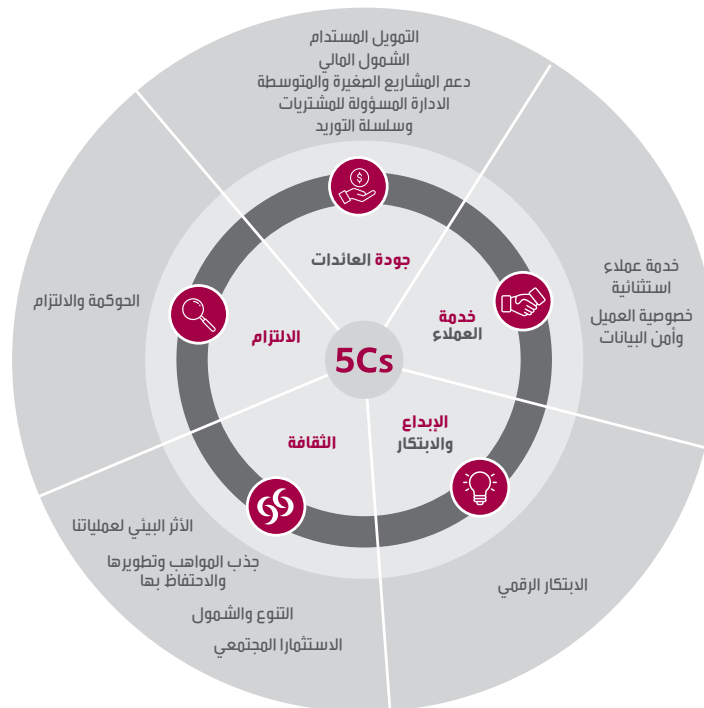 التمويل المستدام
الشمول المالي
دعم المشاريع الصغيرة والمتوسطة
الادارة المسؤولة للمشتريات
وسلسلة التوريد
جودة العائدات
خدمة عملاء
استثنائية
خصوصية العميل
وأمن البيانات
خدمة
العملاء
الحوكمة والالتزام
الالتزام
5Cs
الإبداع
والابتكار
الثقافة
الابتكار الرقمي
الأثر البيئي لعملياتنا
جذب المواهب وتطويرها
والاحتفاظ بها
التنوع والشمول
الاستثمارا المجتمعي
$